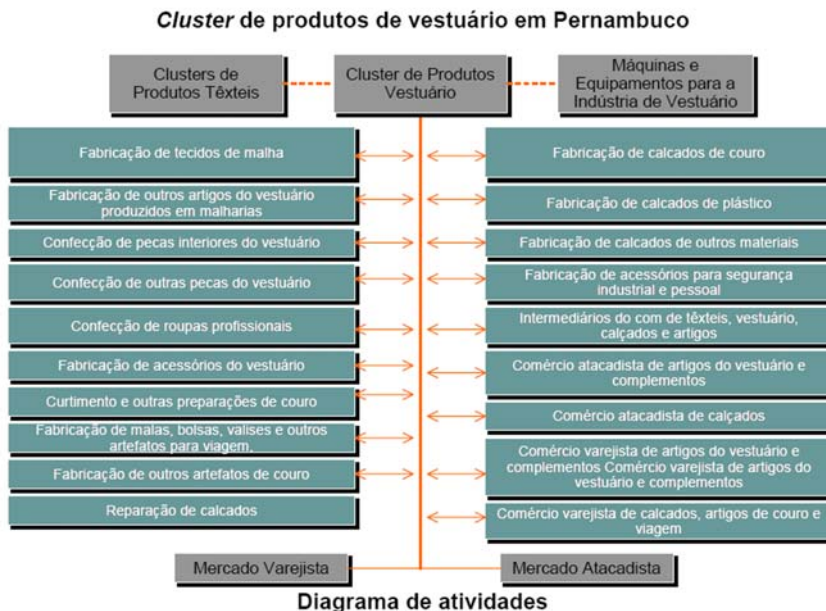 Cluster de produtos de vestuário em Pernambuco
Clusters de
Produtos Têxteis
Cluster de Produtos
Vestuário
Máquinas e
Equipamentos para a
Indústria de Vestuário
Fabricação de tecidos de malha
Fabricação de outros artigos do vestuário
produzidos em malharias
Confecção de pecas interiores do vestuário
Confecção de outras pecas do vestuário
Confecção de roupas profissionais
Fabricação de acessórios do vestuário
Curtimento e outras preparações de couro
Fabricação de malas, bolsas, valises e outros
artefatos para viagem,
Fabricação de outros artefatos de couro
Reparação de calcados
Fabricação de calcados de couro
Fabricação de calcados de plástico
Fabricação de calcados de outros materiais
Fabricação de acessórios para segurança
industrial e pessoal
Intermediários do com de têxteis, vestuário,
calçados e artigos
Comércio atacadista de artigos do vestuário e
complementos
Comércio atacadista de calçados
Comércio varejista de artigos do vestuário e
complementos Comércio varejista de artigos do
vestuário e complementos
Comércio varejista de calcados, artigos de couro e
viagem
Mercado Varejista
Mercado Atacadista
Diagrama de atividades